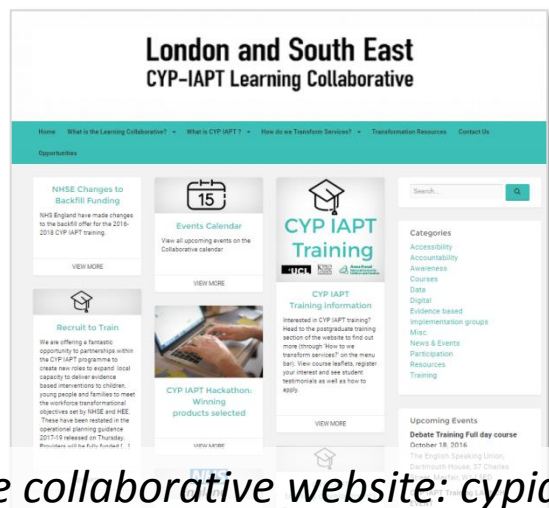 London and South East
CYP-IAPT Learning Collaborative
Home What is the Learning Collaborative? What is CYP IAPT ? How do we Transform Services? Transformation Resources Contact Us
Opportunities
NHSE Changes to
Backfill Funding
NHS England have made changes
to the backfill offer for the 2016-
2018 CYP IAPT training.
VIEW MORE
Recruit to Train
We are offering a fantastic
opportunity to partnerships within
the CYP IAPT programme to
create new roles to expand local
capacity to deliver evidence
based interventions to children,
young people and families to meet
the workforce transformational
objectives set by NHSE and HEE.
These have been restated in the
operational planning guidance
2017-19 released on Thursday.
Providers will be fully funded [...]
15
Events Calendar
View all upcoming events on the
Collaborative calendar
VIEW MORE
CYP IAPT Hackathon:
Winning
products selected
VIEW MORE
NHS
CYP IAPT
Training
UCL
CYP IAPT
Training information
Interested in CYP IAPT training?
Head to the postgraduate training
section of the website to find out
more (through 'How to we
transform services?' on the menu
bar). View course leaflets, register
your interest and see student
testimonials as well as how to
apply.
VIEW MORE
Search...
Categories
Accessibility
Accountability
Awareness
Courses
Data
Digital
Evidence based
Implementation groups
Misc.
News & Events
Participation
Resources
Training
Upcoming Events
Debate Training Full day course
October 18, 2016
The English Speaking Union,
Dartmouth House, 37 Charles
e collaborative website: cypia